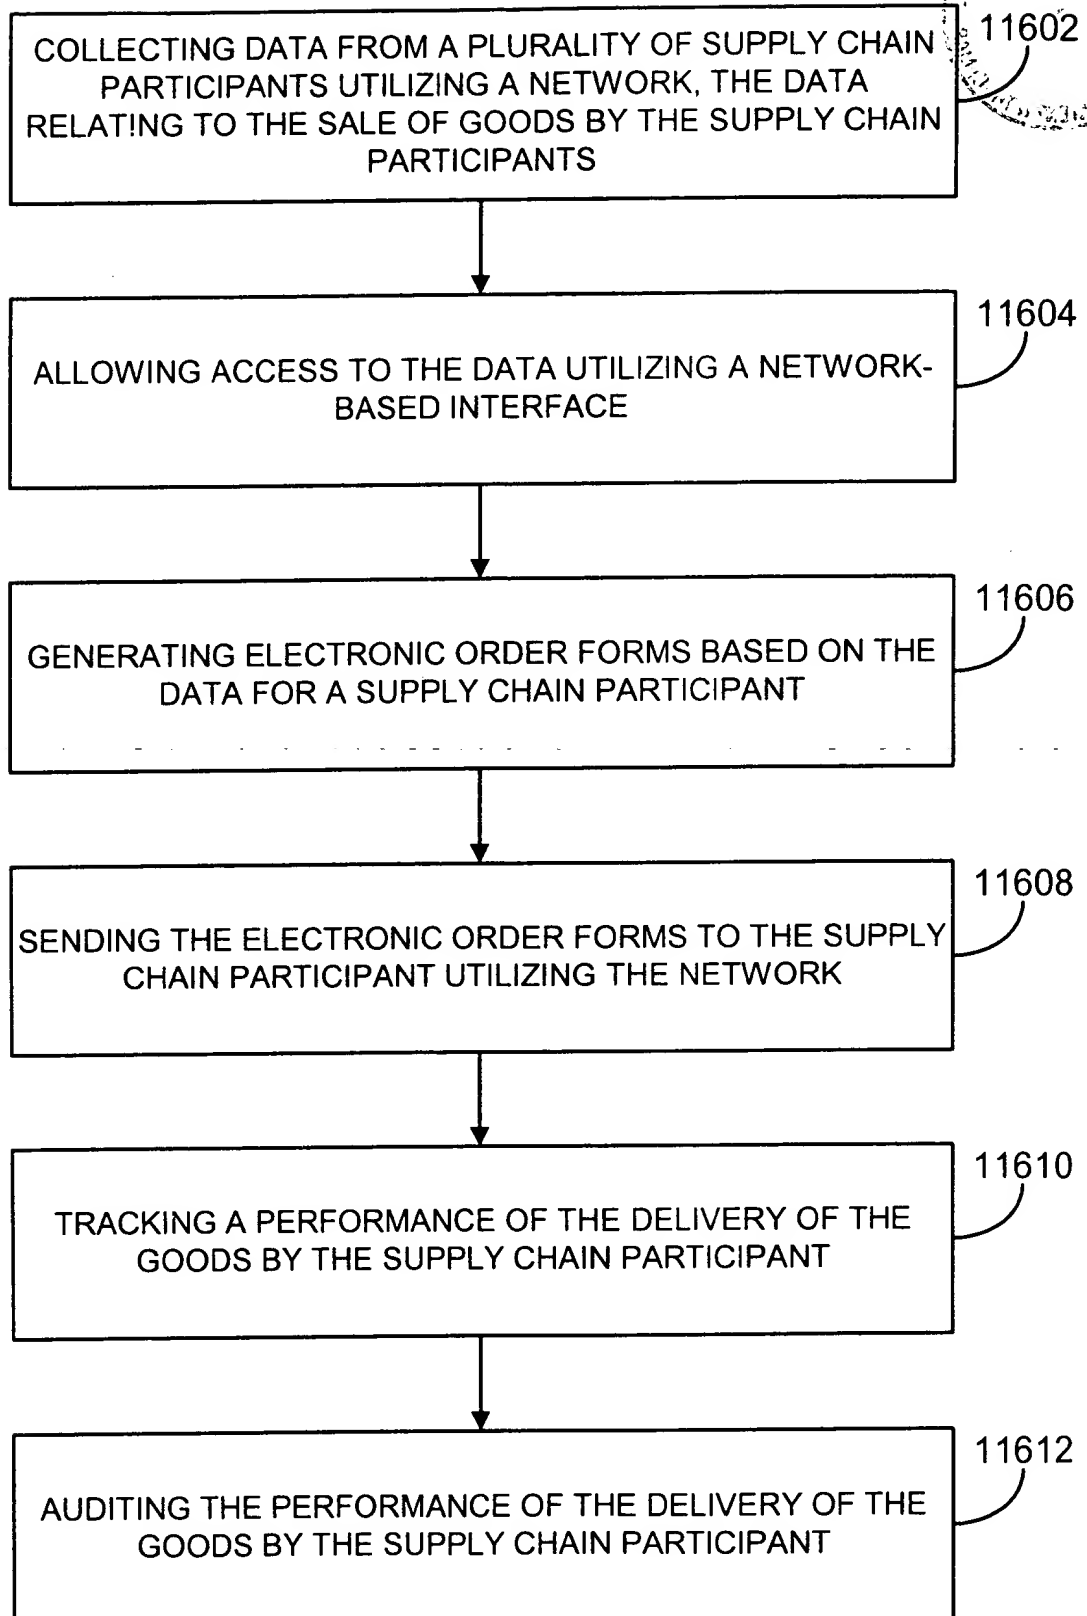 COLLECTING DATA FROM A PLURALITY OF SUPPLY CHAIN
PARTICIPANTS UTILIZING A NETWORK, THE DATA
RELATING TO THE SALE OF GOODS BY THE SUPPLY CHAIN
PARTICIPANTS
11602
ALLOWING ACCESS TO THE DATA UTILIZING A NETWORK-
BASED INTERFACE
11604
GENERATING ELECTRONIC ORDER FORMS BASED ON THE
DATA FOR A SUPPLY CHAIN PARTICIPANT
11606
SENDING THE ELECTRONIC ORDER FORMS TO THE SUPPLY
CHAIN PARTICIPANT UTILIZING THE NETWORK
11608
TRACKING A PERFORMANCE OF THE DELIVERY OF THE
GOODS BY THE SUPPLY CHAIN PARTICIPANT
11610
AUDITING THE PERFORMANCE OF THE DELIVERY OF THE
GOODS BY THE SUPPLY CHAIN PARTICIPANT
11612